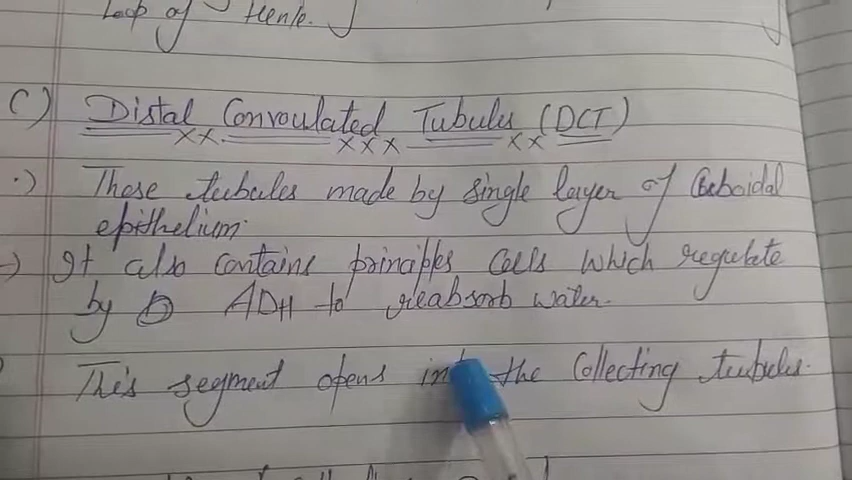 Loop of Henle.
C) Distal Convoulated Tubules (DCT)
These tubules made by single layer of Cuboidal
epithelium.
It also contains principles cells which regulate
by ADH to reabsorb water.
This segment opens into the Collecting tubules.